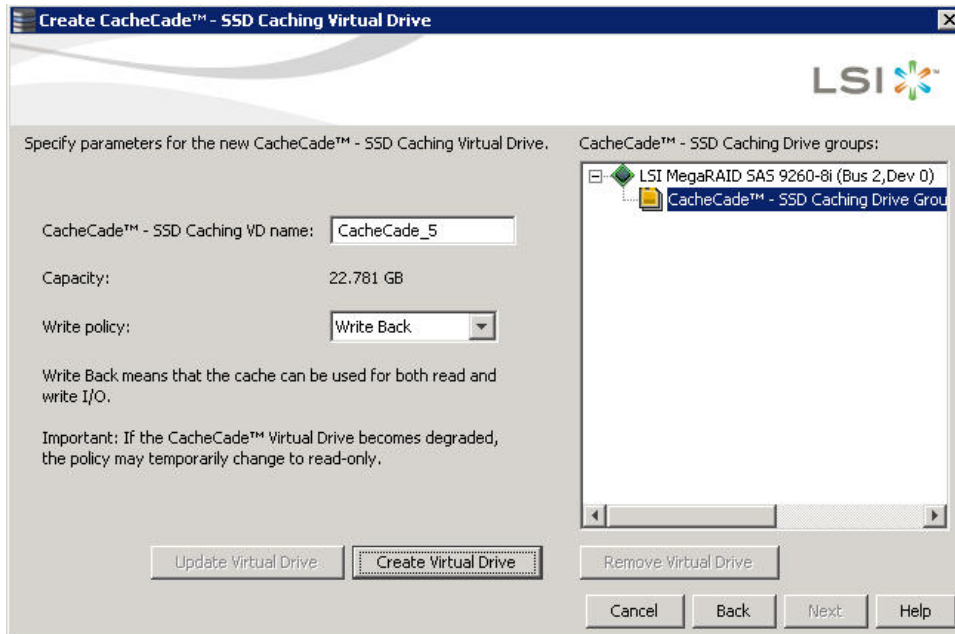 Create CacheCade™ - SSD Caching Virtual Drive
LSI
Specify parameters for the new CacheCade™ - SSD Caching Virtual Drive.
CacheCade™ - SSD Caching VD name: CacheCade_5
Capacity: 22.781 GB
Write policy: Write Back
Write Back means that the cache can be used for both read and
write I/O.
Important: If the CacheCade™ Virtual Drive becomes degraded,
the policy may temporarily change to read-only.
CacheCade™ - SSD Caching Drive groups:
LSI MegaRAID SAS 9260-8i (Bus 2,Dev 0)
CacheCade™ - SSD Caching Drive Grou
Update Virtual Drive Create Virtual Drive Remove Virtual Drive
Cancel Back Next Help